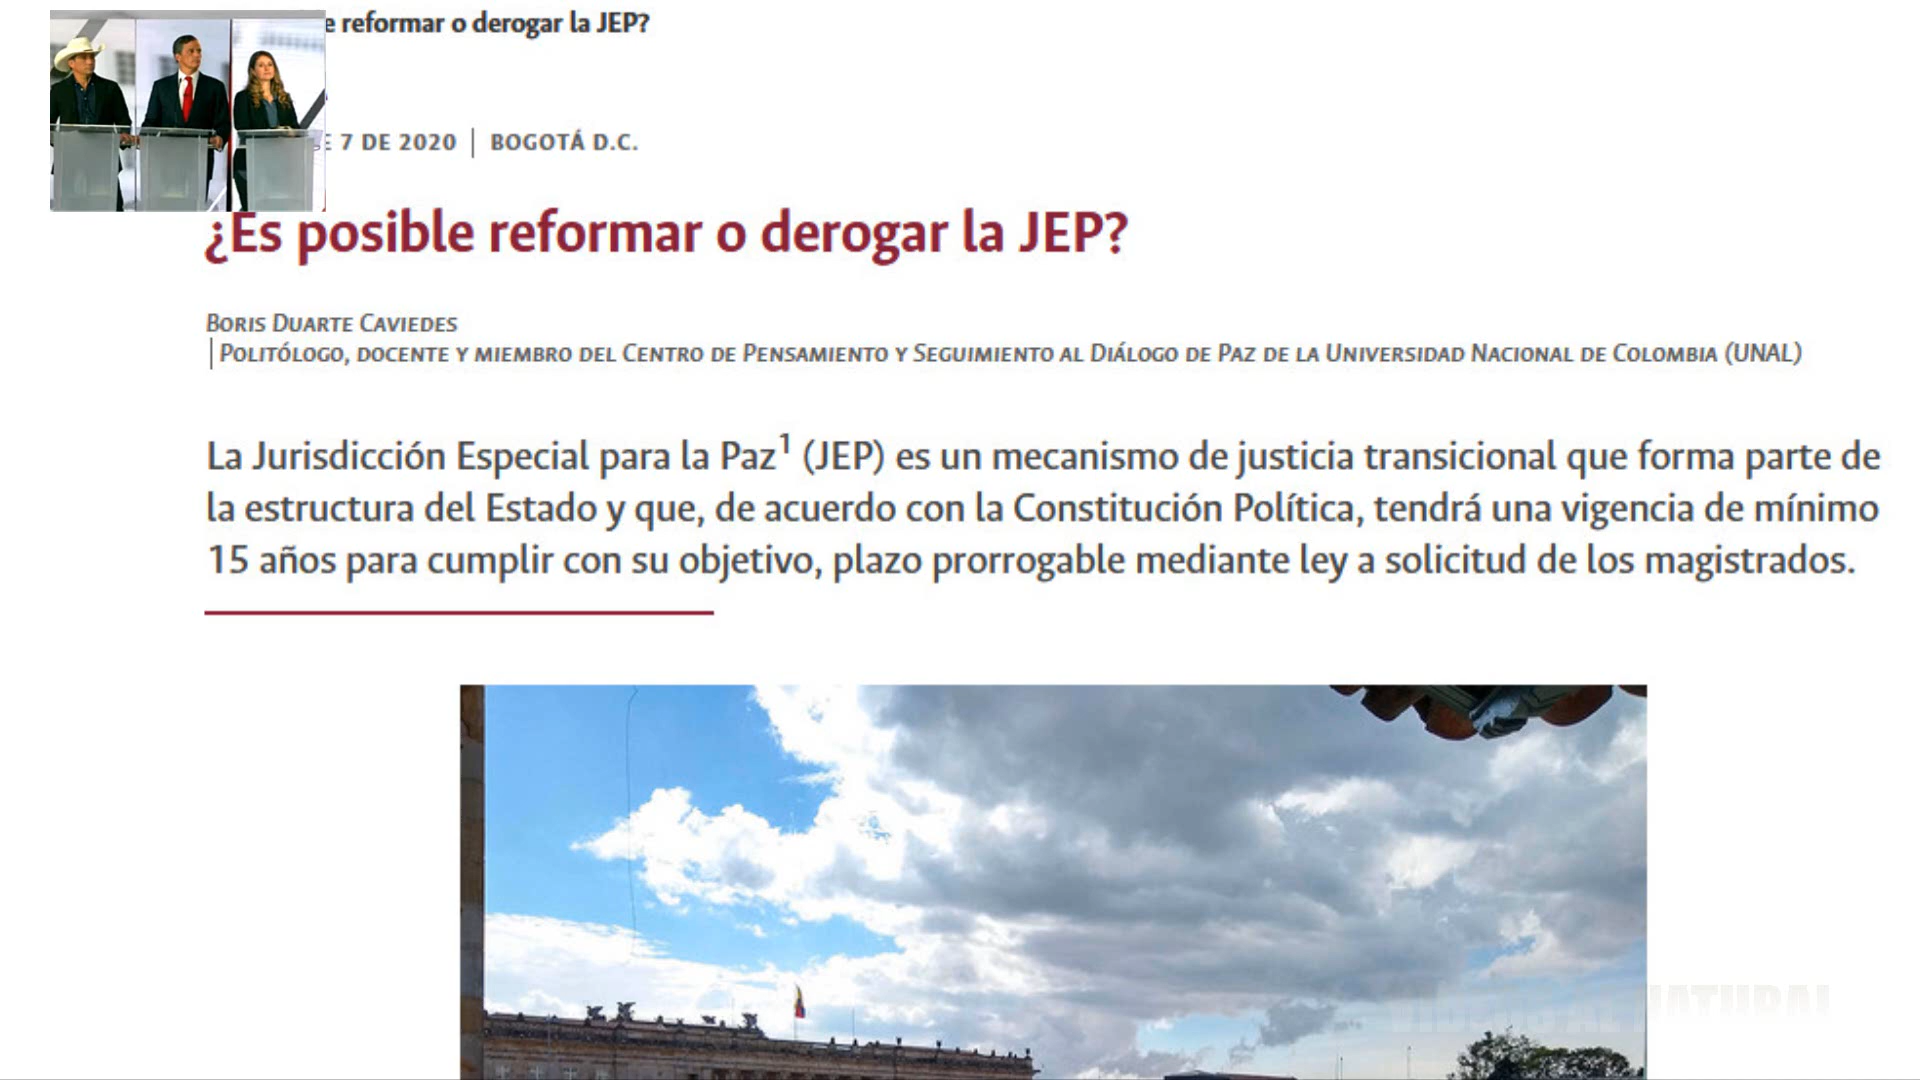 reformar o derogar la JEP?
7 DE 2020 | BOGOTÁ D.C.
¿Es posible reformar o derogar la JEP?
BORIS DUARTE CAVIEDES
| POLITÓLOGO, DOCENTE Y MIEMBRO DEL CENTRO DE PENSAMIENTO Y SEGUIMIENTO AL DIÁLOGO DE PAZ DE LA UNIVERSIDAD NACIONAL DE COLOMBIA (UNAL)
La Jurisdicción Especial para la Paz¹ (JEP) es un mecanismo de justicia transicional que forma parte de
la estructura del Estado y que, de acuerdo con la Constitución Política, tendrá una vigencia de mínimo
15 años para cumplir con su objetivo, plazo prorrogable mediante ley a solicitud de los magistrados.
VIDEOS AL NATURAL